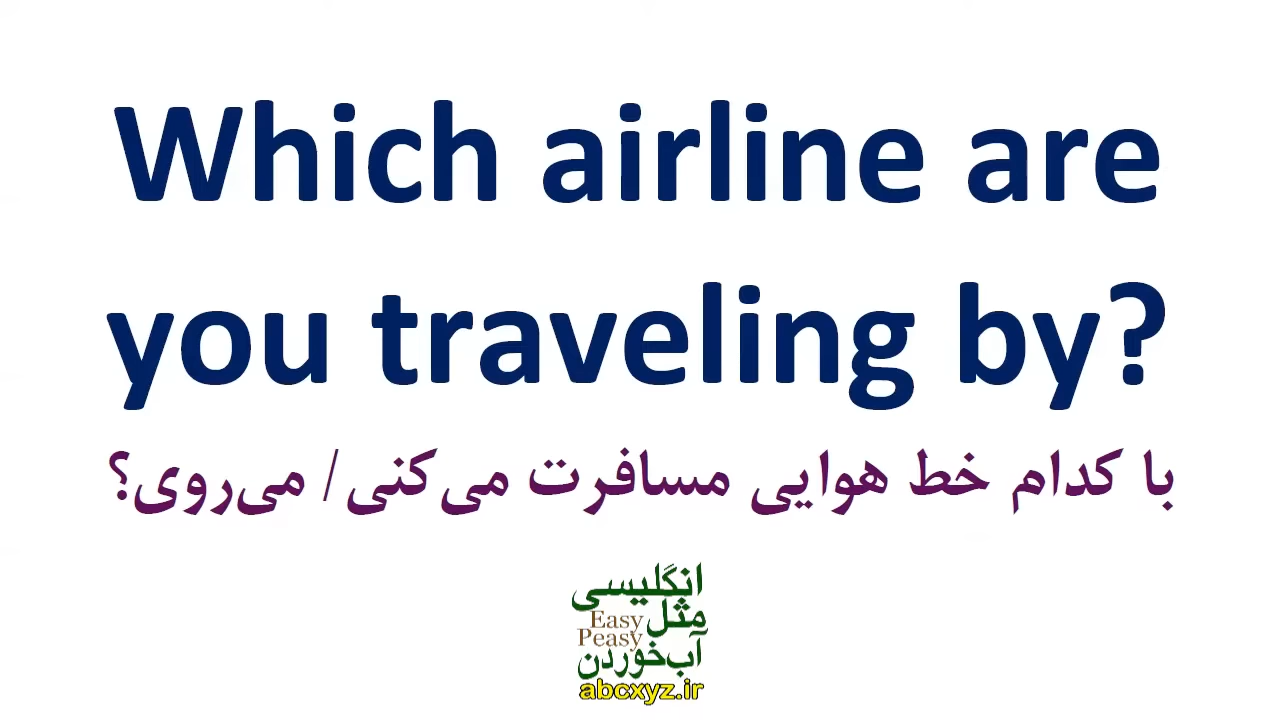 Which airline are
you traveling by?
با کدام خط هوایی مسافرت می‌کنی/ می‌روی؟
انگلیسی
مثل
Easy
Peasy
آب‌خوردن
abcxyz.ir